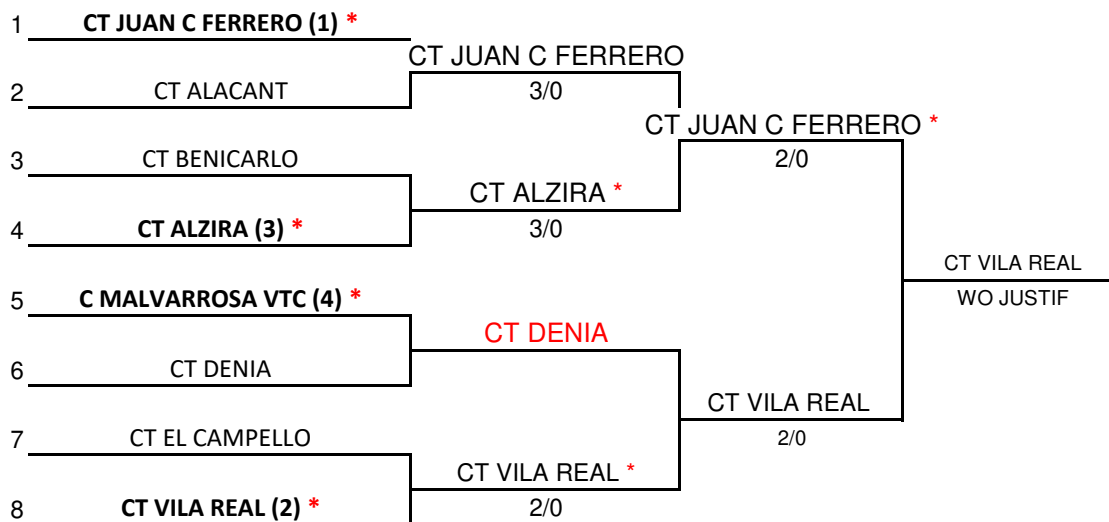 1 CT JUAN C FERRERO (1) *
CT JUAN C FERRERO
3/0
2 CT ALACANT
CT JUAN C FERRERO *
2/0
3 CT BENICARLO
CT ALZIRA *
3/0
4 CT ALZIRA (3) *
CT VILA REAL
WO JUSTIF
5 C MALVARROSA VTC (4) *
CT DENIA
6 CT DENIA
CT VILA REAL
2/0
7 CT EL CAMPELLO
CT VILA REAL *
2/0
8 CT VILA REAL (2) *